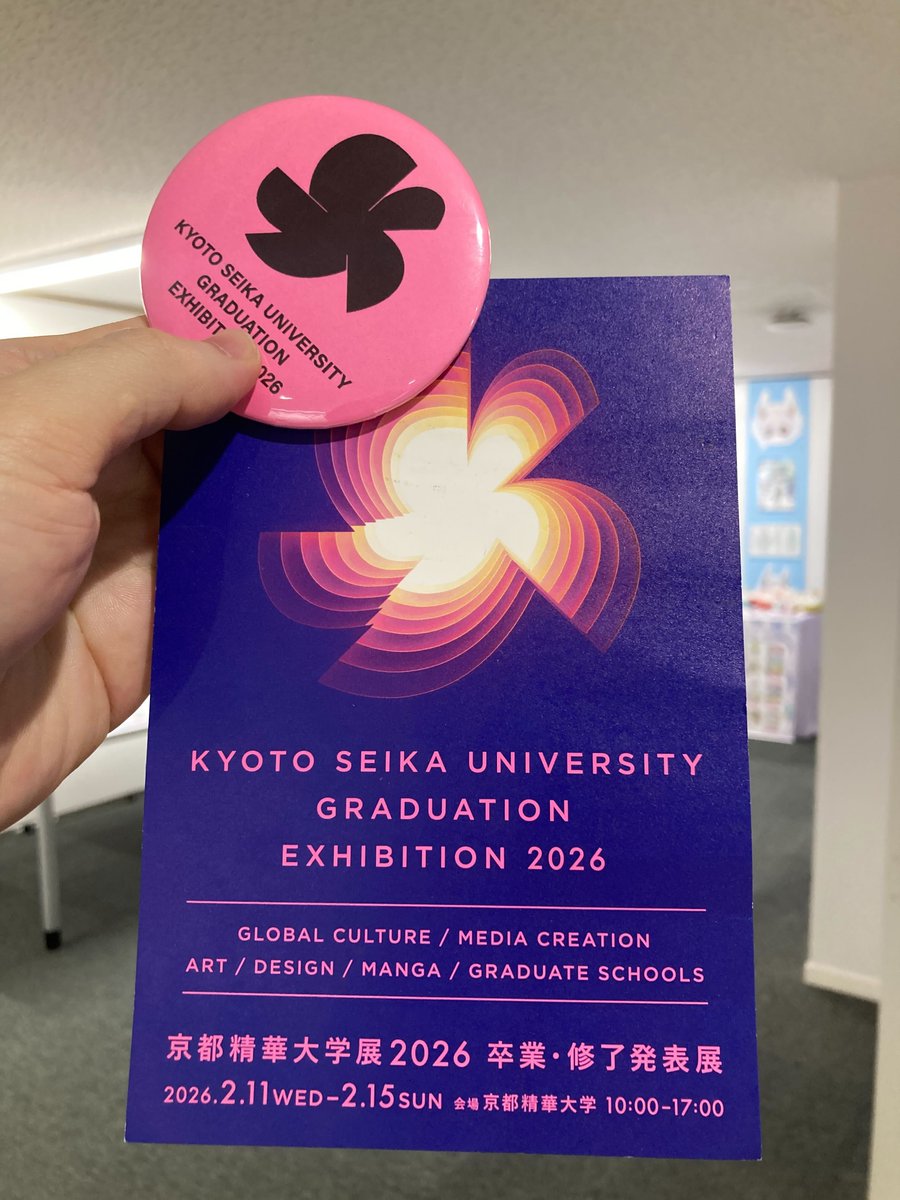 KYOTO SEIKA UNIVERSITY
GRADUATION
EXHIBIT 2026
KYOTO SEIKA UNIVERSITY
GRADUATION
EXHIBITION 2026
GLOBAL CULTURE / MEDIA CREATION
ART / DESIGN / MANGA / GRADUATE SCHOOLS
京都精華大学展2026 卒業・修了発表展
2026.2.11WED–2.15SUN 会場 京都精華大学 10:00–17:00